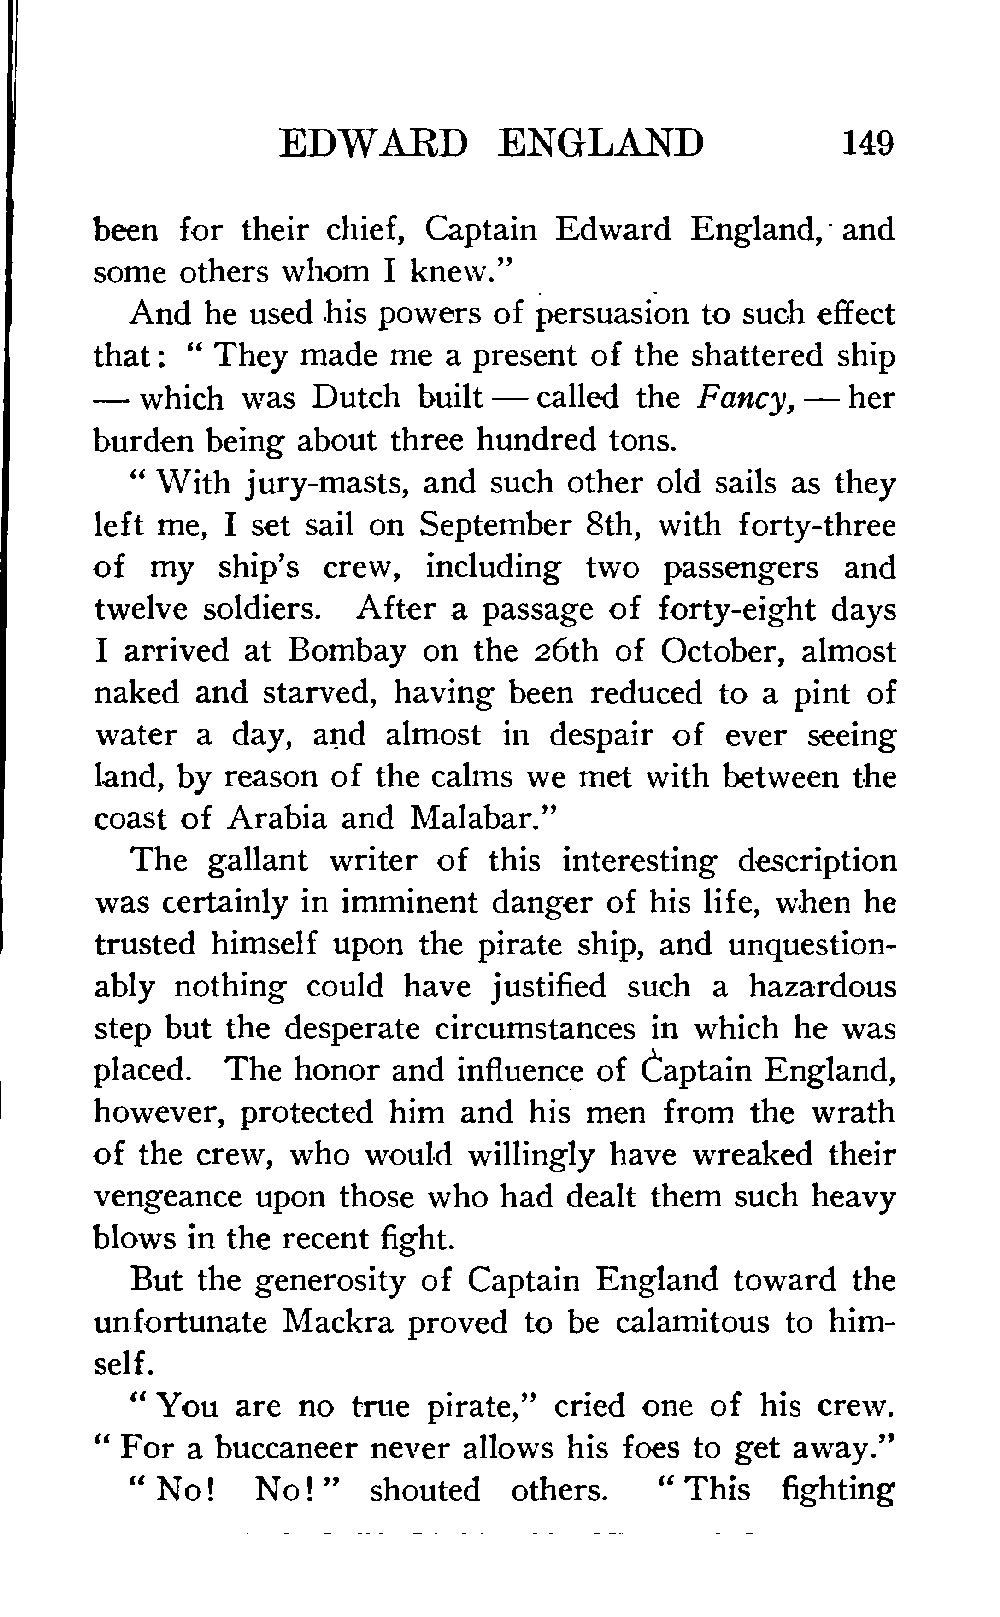 EDWARD ENGLAND 149
been for their chief, Captain Edward England, and
some others whom I knew.”
And he used his powers of persuasion to such effect
that: “ They made me a present of the shattered ship
— which was Dutch built — called the Fancy, — her
burden being about three hundred tons.
“ With jury-masts, and such other old sails as they
left me, I set sail on September 8th, with forty-three
of my ship’s crew, including two passengers and
twelve soldiers. After a passage of forty-eight days
I arrived at Bombay on the 26th of October, almost
naked and starved, having been reduced to a pint of
water a day, and almost in despair of ever seeing
land, by reason of the calms we met with between the
coast of Arabia and Malabar.”
The gallant writer of this interesting description
was certainly in imminent danger of his life, when he
trusted himself upon the pirate ship, and unquestion-
ably nothing could have justified such a hazardous
step but the desperate circumstances in which he was
placed. The honor and influence of Captain England,
however, protected him and his men from the wrath
of the crew, who would willingly have wreaked their
vengeance upon those who had dealt them such heavy
blows in the recent fight.
But the generosity of Captain England toward the
unfortunate Mackra proved to be calamitous to him-
self.
“ You are no true pirate,” cried one of his crew.
“ For a buccaneer never allows his foes to get away.”
“ No! No! ” shouted others. “ This fighting